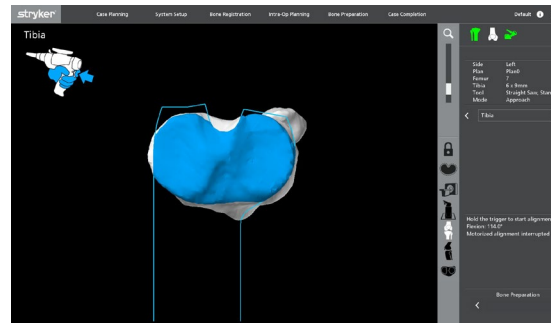 stryker
Case Planning
System Setup
Bone Registration
Intra-Op Planning
Bone Preparation
Case Completion
Default
Tibia
Side Left
Plan Plan0
Femur 7
Tibia 6 x 9mm
Tool Straight Saw, Stan
Mode Approach
Tibia
Hold the trigger to start alignmen
Flexion: 114.0°
Motorized alignment interrupted
Bone Preparation